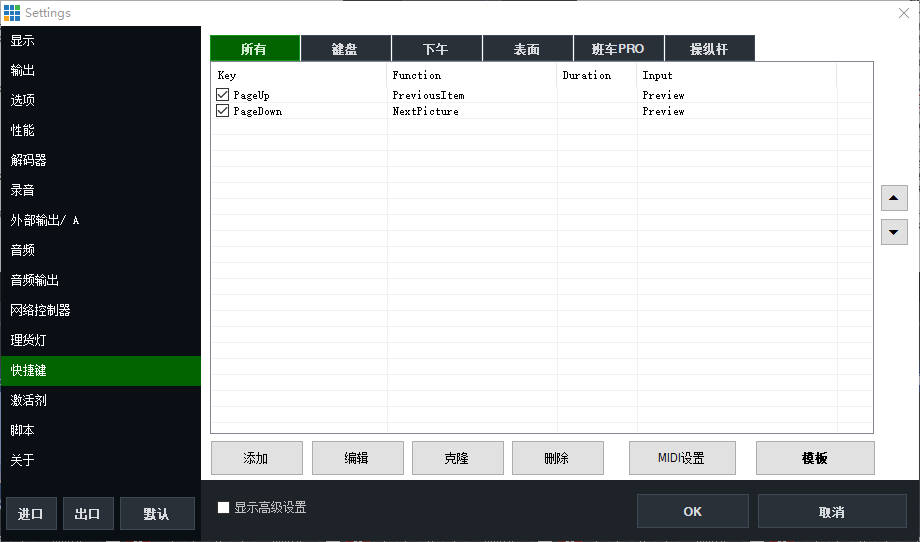 Settings
显示
输出
选项
性能
解码器
录音
外部输出/ A
音频
音频输出
网络控制器
理货灯
快捷键
激活剂
脚本
关于
进口 出口 默认
所有 键盘 下午 表面 班车PRO 操纵杆
Key Function Duration Input
PageUp PreviousItem Preview
PageDown NextPicture Preview
添加 编辑 克隆 删除 MIDI设置 模板
显示高级设置 OK 取消